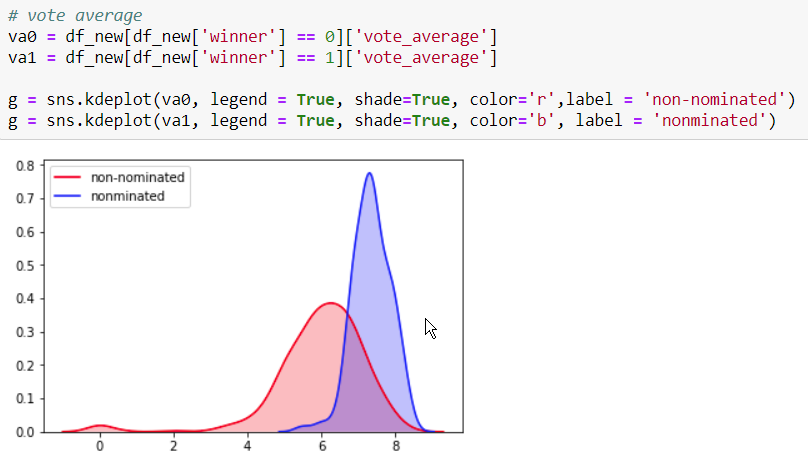 # vote average
va0 = df_new[df_new['winner'] == 0]['vote_average']
va1 = df_new[df_new['winner'] == 1]['vote_average']
g = sns.kdeplot(va0, legend = True, shade=True, color='r',label = 'non-nominated')
g = sns.kdeplot(va1, legend = True, shade=True, color='b', label = 'nonminated')
0.8
non-nominated
0.7
nonminated
0.6
0.5
0.4
0.3
0.2
0.1
0.0
0 2 4 6 8